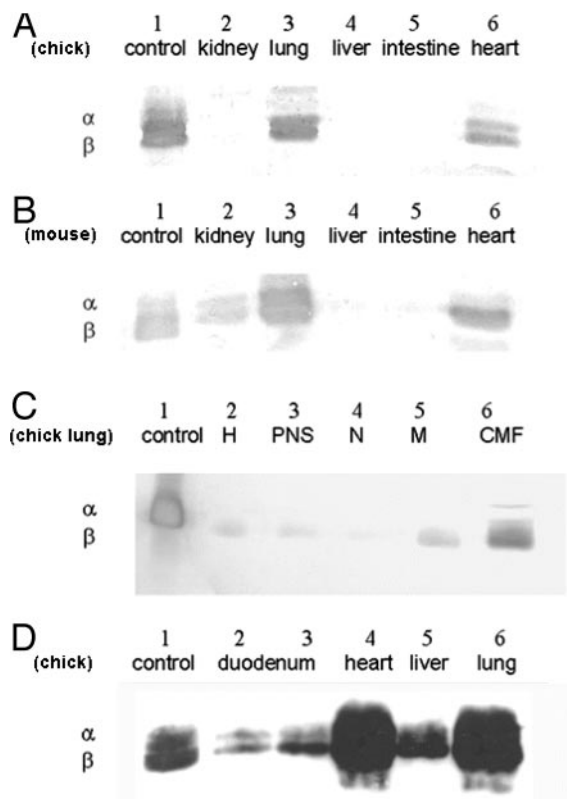 A 1 2 3 4 5 6
(chick) control kidney lung liver intestine heart
α
β
B 1 2 3 4 5 6
(mouse) control kidney lung liver intestine heart
α
β
C 1 2 3 4 5 6
(chick lung) control H PNS N M CMF
α
β
D 1 2 3 4 5 6
(chick) control duodenum heart liver lung
α
β